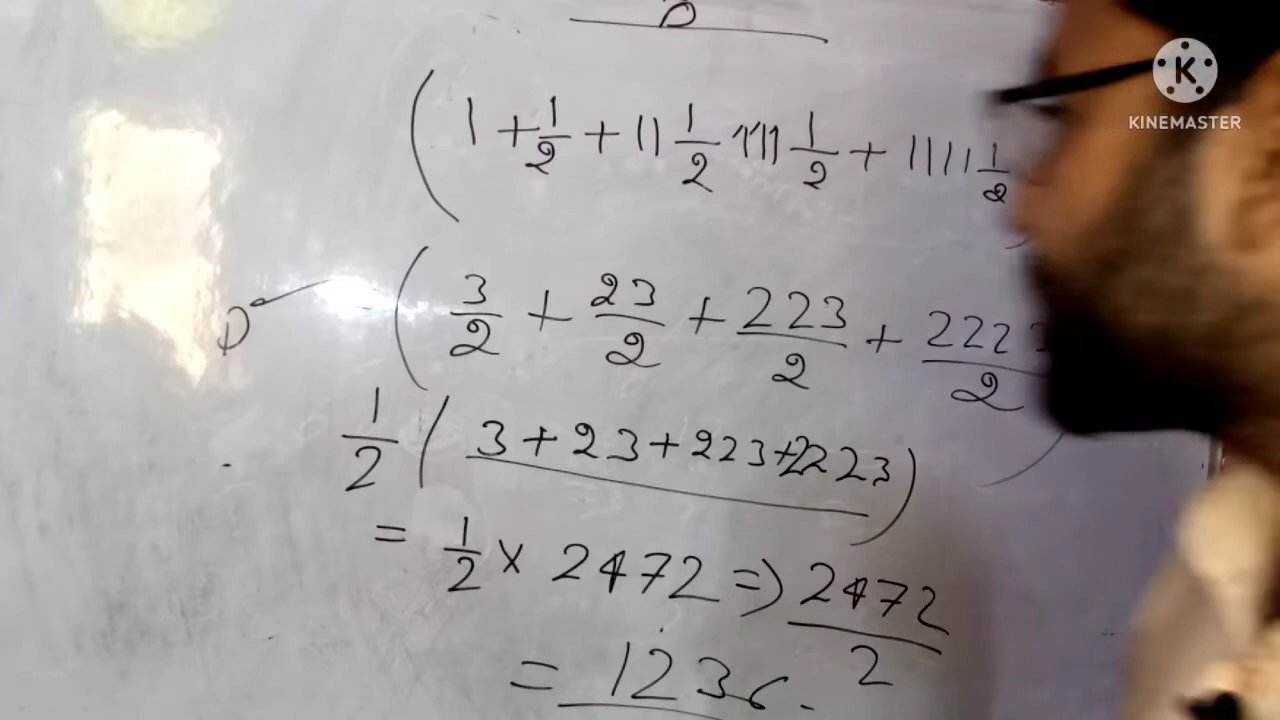 D
( 1 + 1/2 + 11 1/2 111 1/2 + 1111 1/2
D ( 3/2 + 23/2 + 223/2 + 222/2
1/2 ( 3 + 23 + 223 + 2223 )
= 1/2 × 2472 => 2472/2
= 1236.
K
KINEMASTER